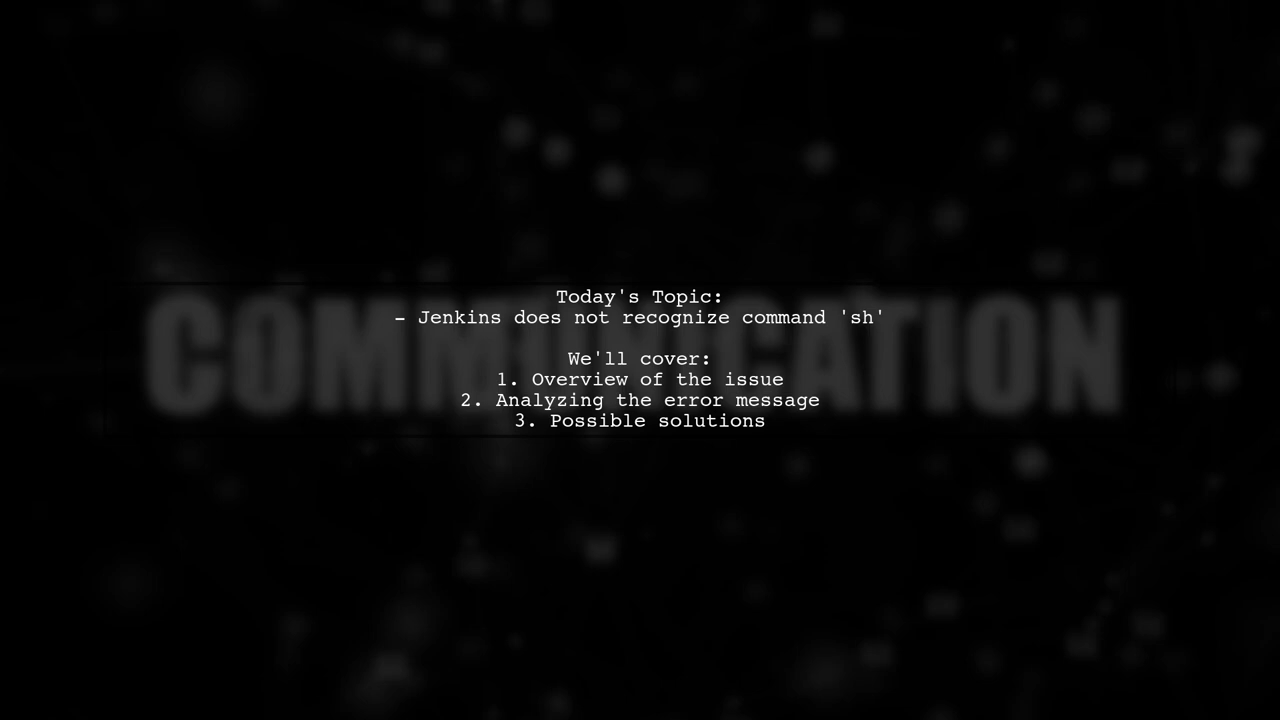 Today's Topic:
- Jenkins does not recognize command 'sh'
We'll cover:
1. Overview of the issue
2. Analyzing the error message
3. Possible solutions
COMMUNICATION